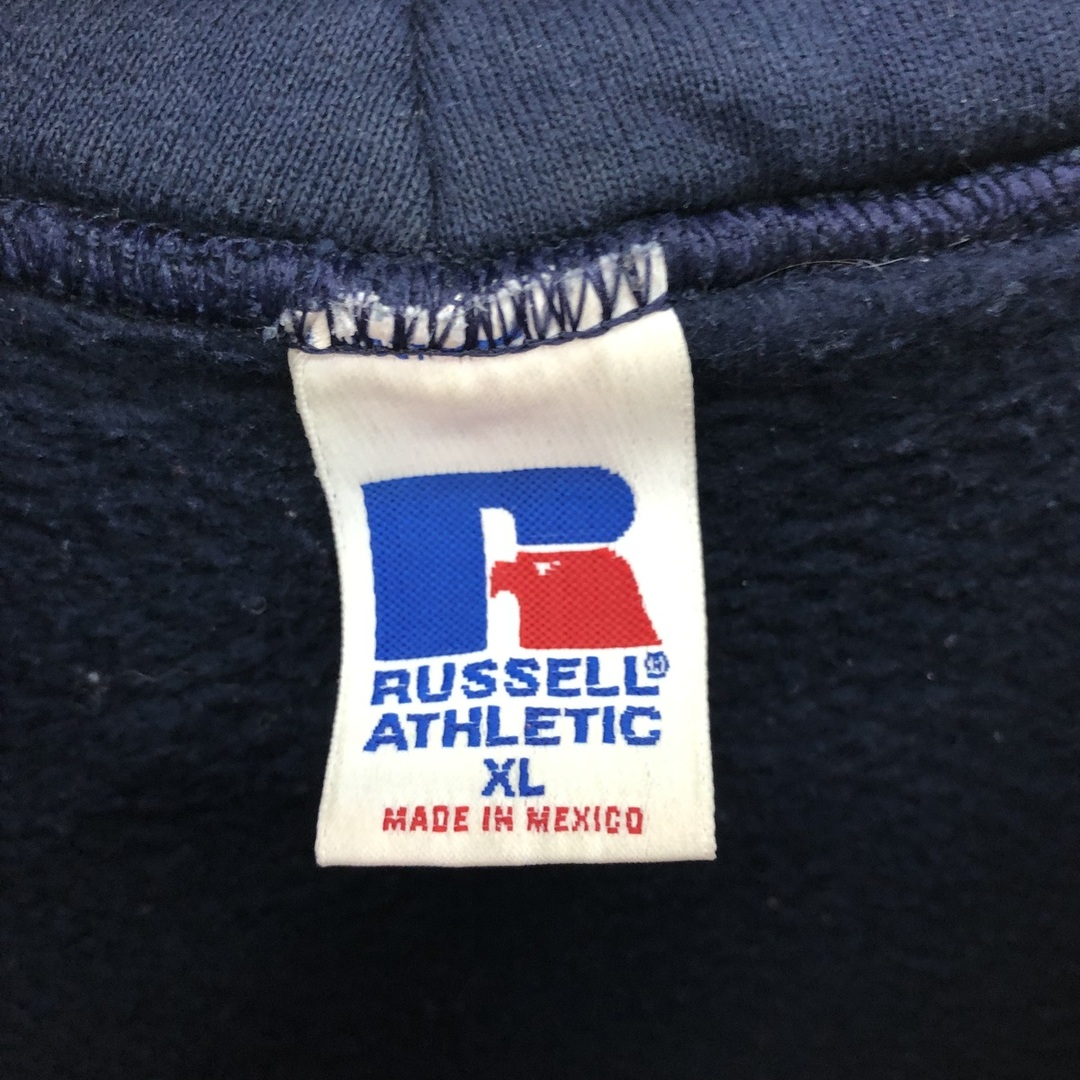 R
RUSSELL®
ATHLETIC
XL
MADE IN MEXICO